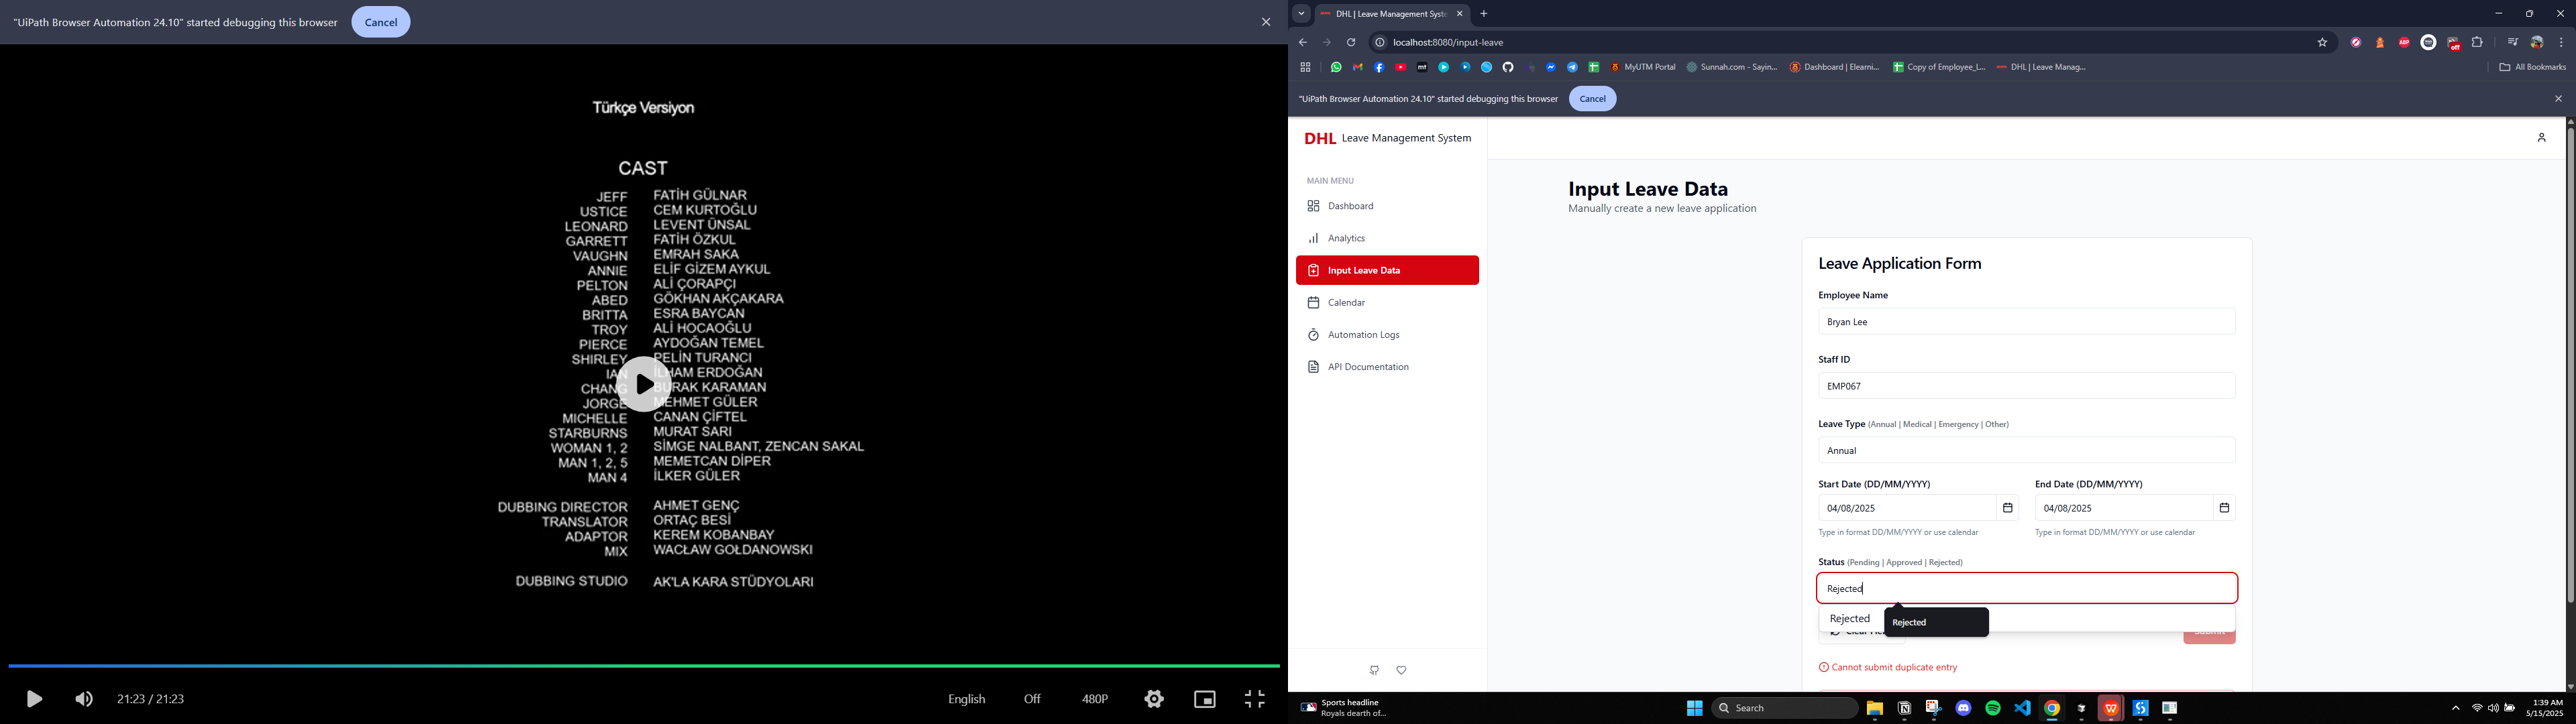 "UiPath Browser Automation 24.10" started debugging this browser
Cancel
Türkçe Versiyon
CAST
JEFF FATİH GÜLNAR
USTICE CEM KURTOĞLU
LEONARD LEVENT ÜNSAL
GARRETT FATİH ÖZKUL
VAUGHN EMRAH SAKA
ANNIE ELİF GİZEM AYKUL
PELTON ALİ ÇORAPÇI
ABED GÖKHAN AKÇAKARA
BRITTA ESRA BAYCAN
TROY ALİ HOCAOĞLU
PIERCE AYDOĞAN TEMEL
SHIRLEY PELİN TURANCI
IAN İLHAM ERDOĞAN
CHANG BURAK KARAMAN
JORGE MEHMET GÜLER
MICHELLE CANAN ÇİFTEL
STARBURNS MURAT SARI
WOMAN 1, 2 SİMGE NALBANT, ZENCAN SAKAL
MAN 1, 2, 5 MEMETCAN DİPER
MAN 4 İLKER GÜLER
DUBBING DIRECTOR AHMET GENÇ
TRANSLATOR ORTAÇ BESİ
ADAPTOR KEREM KOBANBAY
MIX WACŁAW GOŁDANOWSKI
DUBBING STUDIO AK'LA KARA STÜDYOLARI
21:23 / 21:23
English
Off
480P
DHL | Leave Management Syste
localhost:8080/input-leave
ABP
off
mt
MyUTM Portal
Sunnah.com - Sayin...
Dashboard | Elearni...
Copy of Employee_L...
DHL | Leave Manag...
All Bookmarks
"UiPath Browser Automation 24.10" started debugging this browser
Cancel
DHL Leave Management System
MAIN MENU
Dashboard
Analytics
Input Leave Data
Calendar
Automation Logs
API Documentation
Input Leave Data
Manually create a new leave application
Leave Application Form
Employee Name
Bryan Lee
Staff ID
EMP067
Leave Type (Annual | Medical | Emergency | Other)
Annual
Start Date (DD/MM/YYYY)
04/08/2025
Type in format DD/MM/YYYY or use calendar
End Date (DD/MM/YYYY)
04/08/2025
Type in format DD/MM/YYYY or use calendar
Status (Pending | Approved | Rejected)
Rejected
Rejected
Rejected
Cannot submit duplicate entry
Sports headline
Royals dearth of...
Search
1:39 AM
5/15/2025